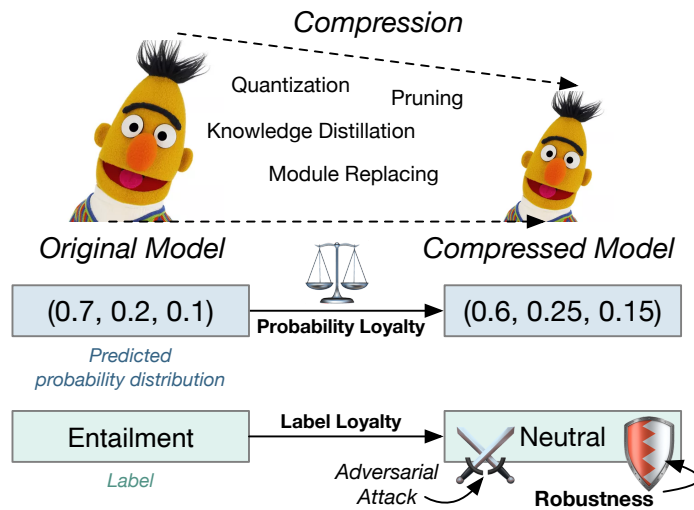 Compression
Quantization
Pruning
Knowledge Distillation
Module Replacing
Original Model
Compressed Model
(0.7, 0.2, 0.1)
Probability Loyalty
(0.6, 0.25, 0.15)
Predicted
probability distribution
Entailment
Label Loyalty
Neutral
Label
Adversarial
Attack
Robustness